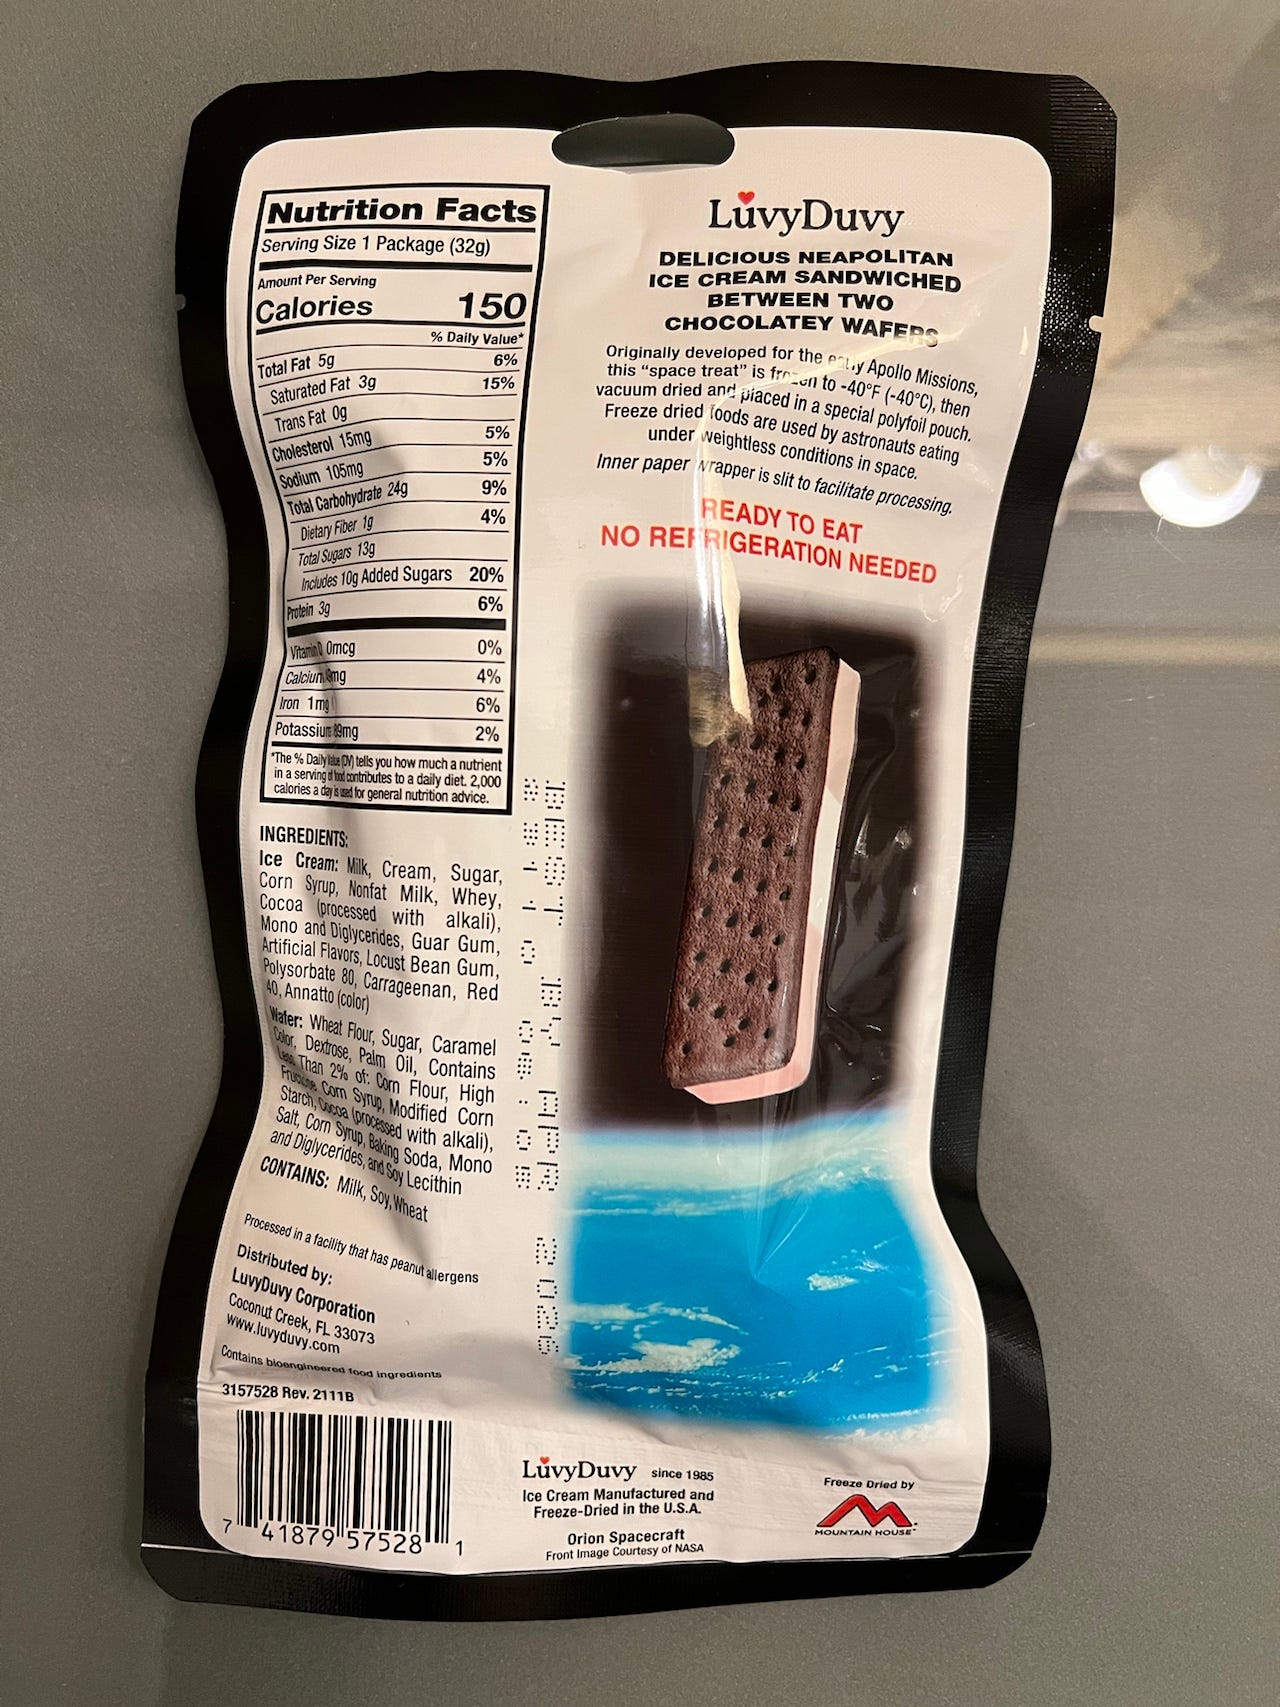 Nutrition Facts
Serving Size 1 Package (32g)
Amount Per Serving
Calories 150
% Daily Value*
Total Fat 5g 6%
Saturated Fat 3g 15%
Trans Fat 0g
Cholesterol 15mg 5%
Sodium 105mg 5%
Total Carbohydrate 24g 9%
Dietary Fiber 1g 4%
Total Sugars 13g
Includes 10g Added Sugars 20%
Protein 3g 6%
Vitamin D 0mcg 0%
Calcium mg 4%
Iron 1mg 6%
Potassium 89mg 2%
*The % Daily Value (DV) tells you how much a nutrient
in a serving of food contributes to a daily diet. 2,000
calories a day is used for general nutrition advice.
INGREDIENTS:
Ice Cream: Milk, Cream, Sugar,
Corn Syrup, Nonfat Milk, Whey,
Cocoa (processed with alkali),
Mono and Diglycerides, Guar Gum,
Artificial Flavors, Locust Bean Gum,
Polysorbate 80, Carrageenan, Red
40, Annatto (color)
Wafer: Wheat Flour, Sugar, Caramel
Color, Dextrose, Palm Oil, Contains
Less Than 2% of: Corn Flour, High
Fructose Corn Syrup, Modified Corn
Starch, Cocoa (processed with alkali),
Salt, Corn Syrup, Baking Soda, Mono
and Diglycerides, and Soy Lecithin
CONTAINS: Milk, Soy, Wheat
Processed in a facility that has peanut allergens
Distributed by:
LuvyDuvy Corporation
Coconut Creek, FL 33073
www.luvyduvy.com
Contains bioengineered food ingredients
3157528 Rev. 2111B
7 41879 57528 1
LuvyDuvy
DELICIOUS NEAPOLITAN
ICE CREAM SANDWICHED
BETWEEN TWO
CHOCOLATEY WAFERS
Originally developed for the early Apollo Missions,
this “space treat” is frozen to -40°F (-40°C), then
vacuum dried and placed in a special polyfoil pouch.
Freeze dried foods are used by astronauts eating
under weightless conditions in space.
Inner paper wrapper is slit to facilitate processing.
READY TO EAT
NO REFRIGERATION NEEDED
LuvyDuvy since 1985
Ice Cream Manufactured and
Freeze-Dried in the U.S.A.
Orion Spacecraft
Front Image Courtesy of NASA
Freeze Dried by
MOUNTAIN HOUSE